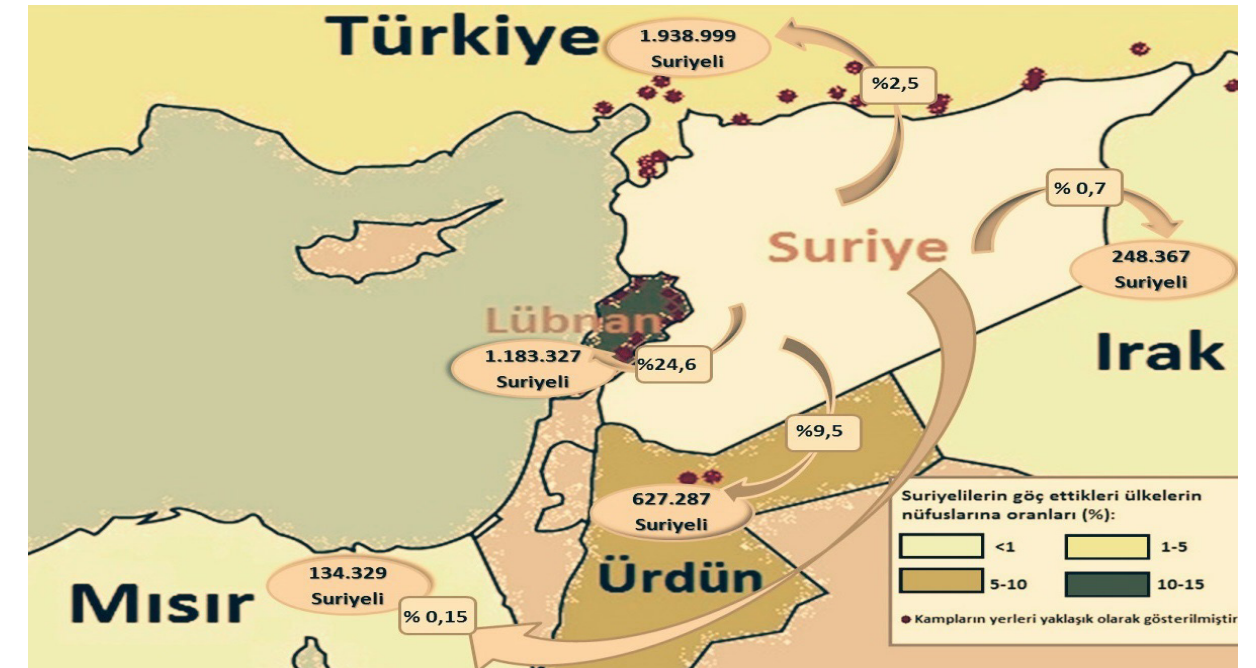 Türkiye
1.938.999
Suriyeli
%2,5
% 0,7
Suriye
248.367
Suriyeli
Lübnan
1.183.327
Suriyeli
%24,6
Irak
%9,5
627.287
Suriyeli
Ürdün
134.329
Suriyeli
Mısır
% 0,15
Suriyelilerin göç ettikleri ülkelerin
nüfuslarına oranları (%):
<1
1-5
5-10
10-15
Kampların yerleri yaklaşık olarak gösterilmiştir